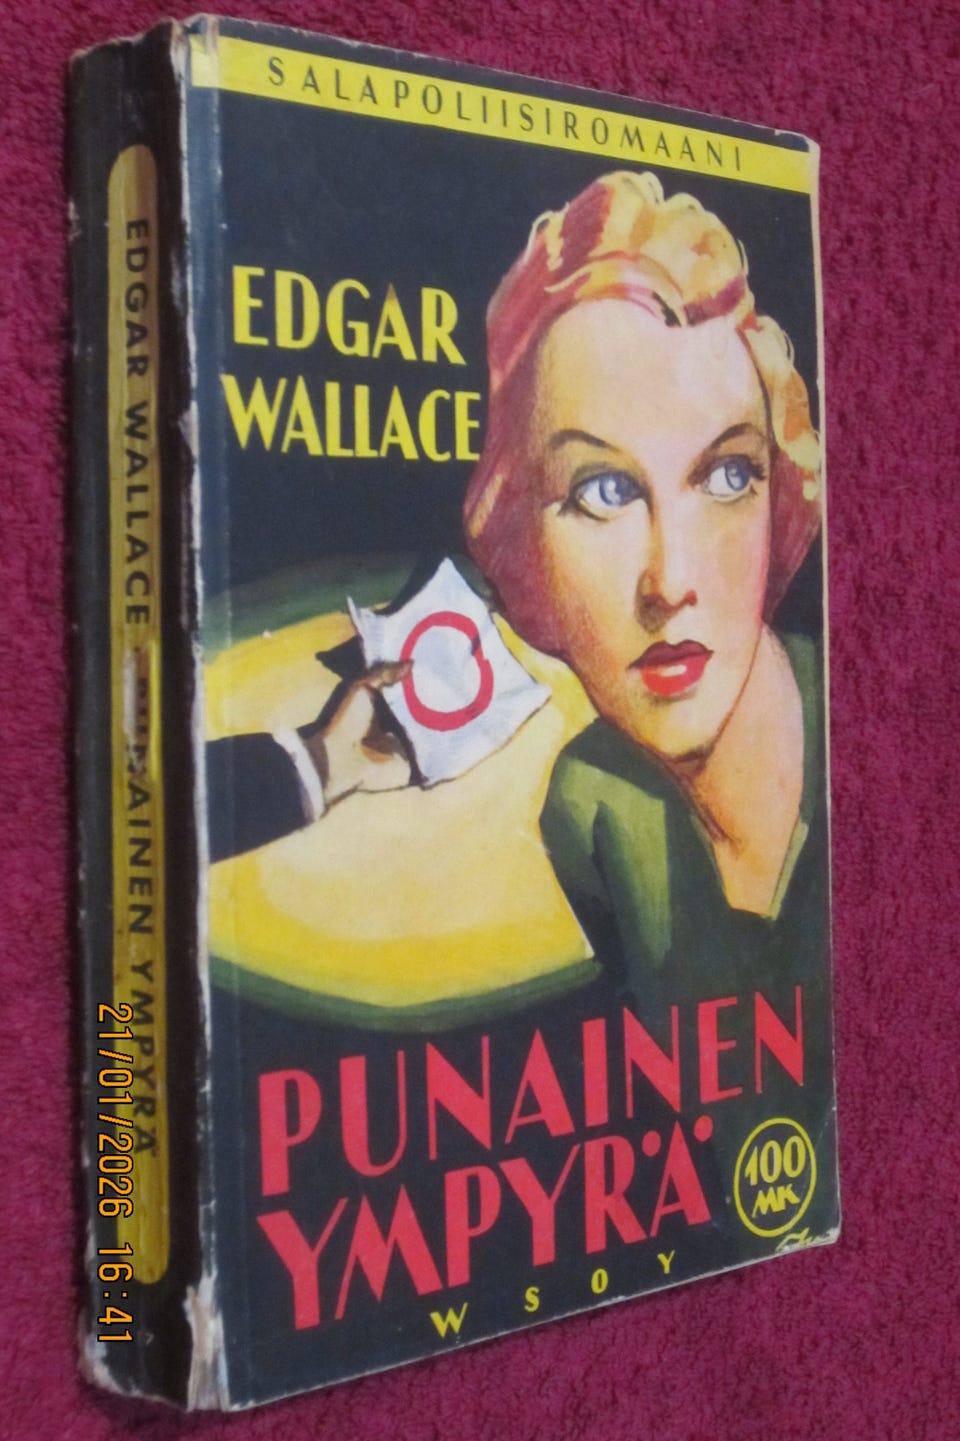 SALAPOLIISIROMAANI
EDGAR
WALLACE
PUNAINEN
YMPYRÄ
100
MK
WSOY
EDGAR WALLACE PUNAINEN YMPYRÄ
21/01/2026 16:41